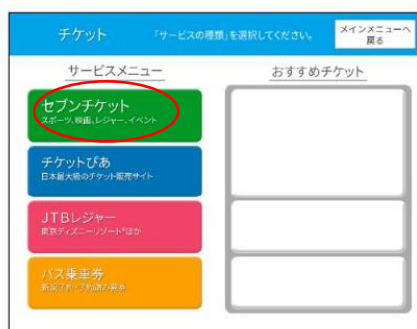 チケット
「サービスの種類」を選択してください。
メインメニューへ
戻る
サービスメニュー
おすすめチケット
セブンチケット
スポーツ、映画、レジャー、イベント
チケットぴあ
日本最大級のチケット販売サイト
JTBレジャー
東京ディズニーリゾート®ほか
バス乗車券